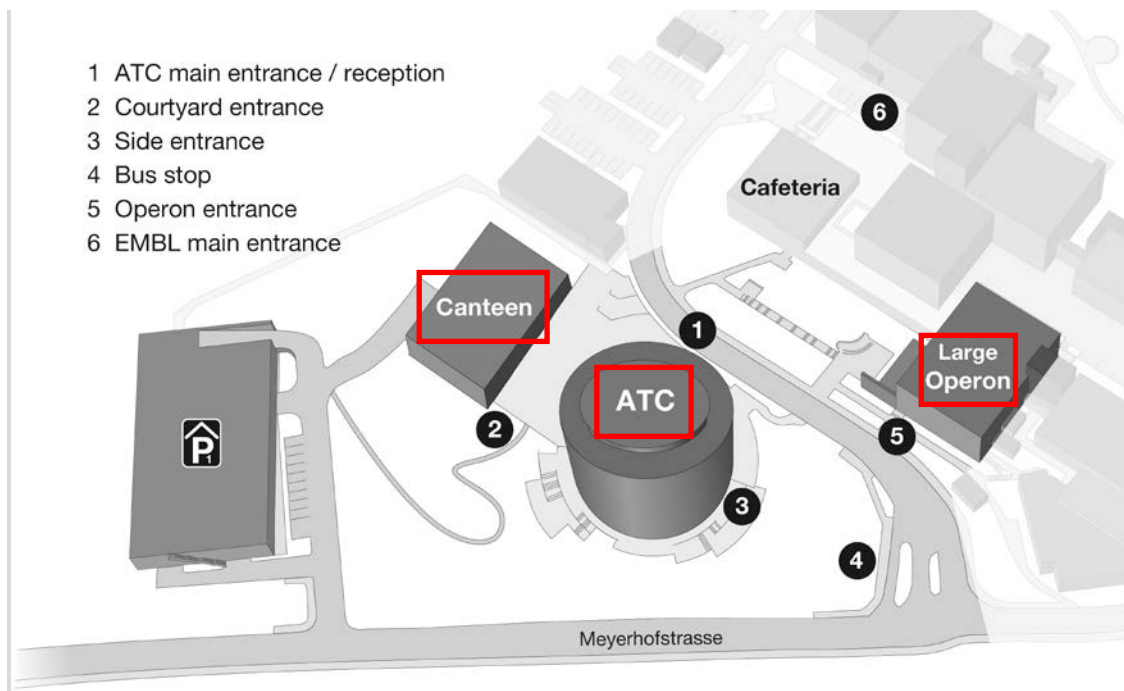 1 ATC main entrance / reception
2 Courtyard entrance
3 Side entrance
4 Bus stop
5 Operon entrance
6 EMBL main entrance
6
Cafeteria
Canteen
1
Large
Operon
ATC
2
5
P1
3
4
Meyerhofstrasse